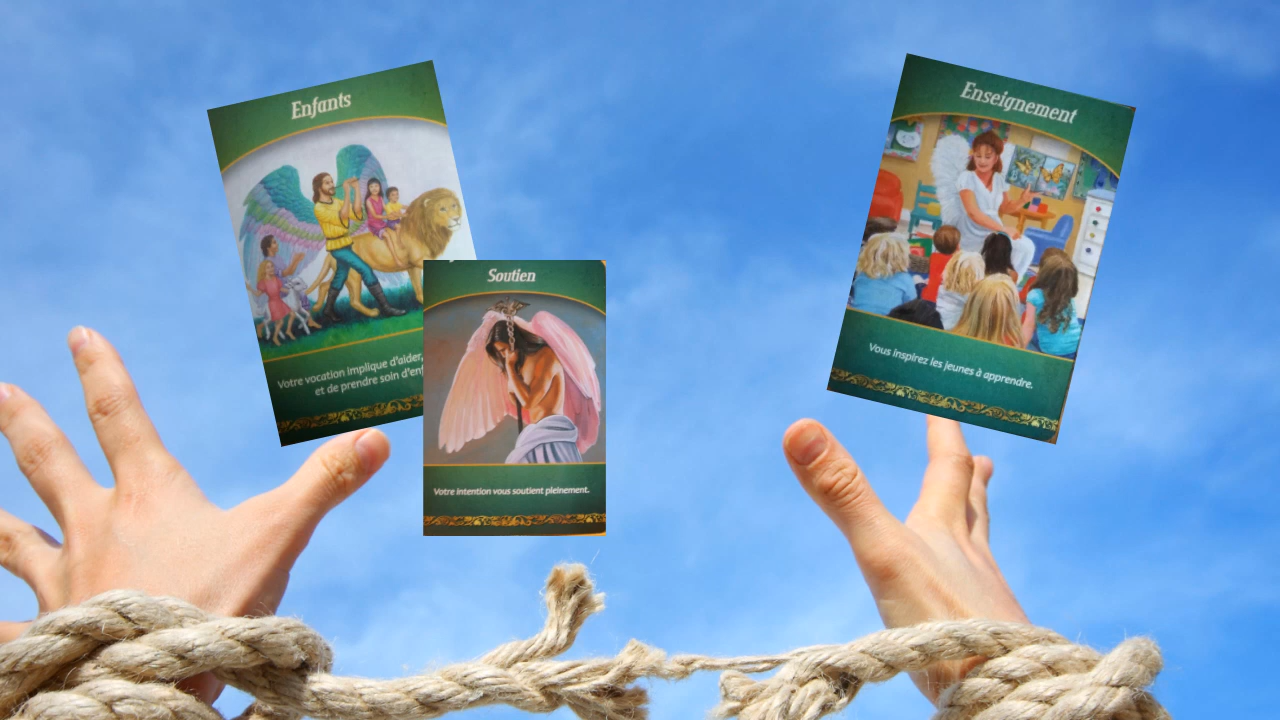 Enfants
Votre vocation implique d'aider,
et de prendre soin
Soutien
Votre intention vous soutient pleinement.
Enseignement
Vous inspirez les jeunes à apprendre.